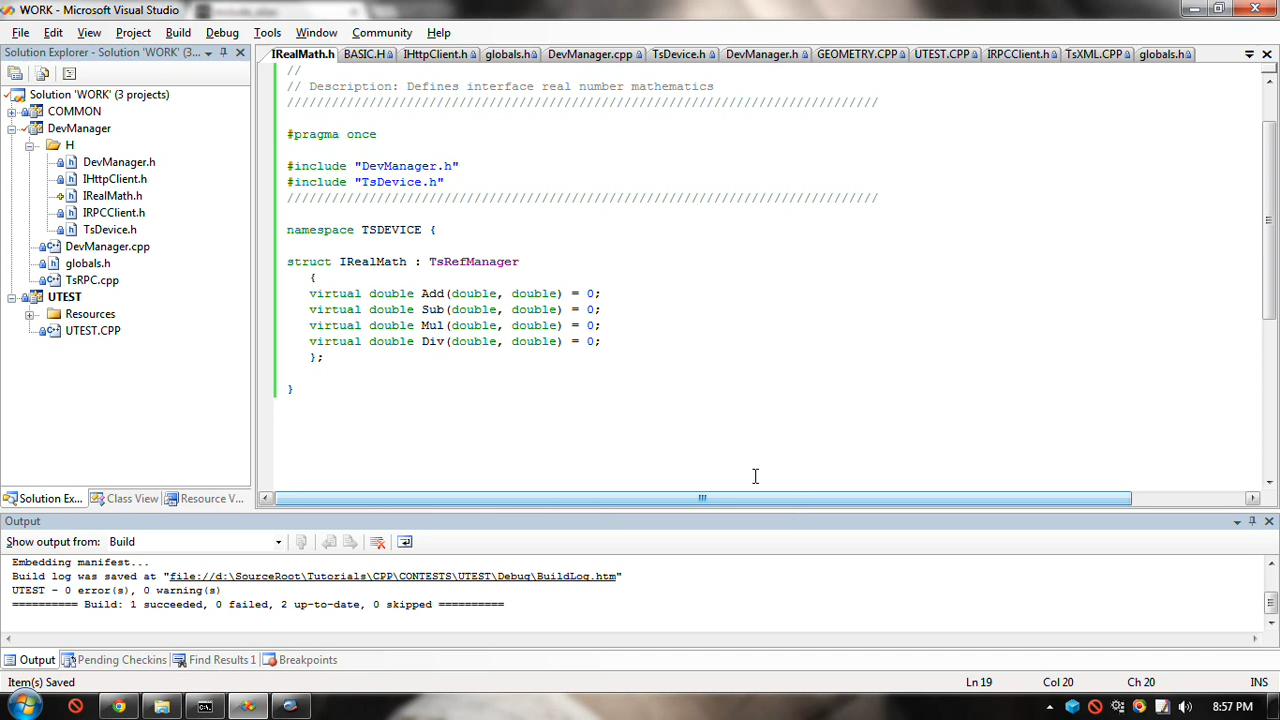 WORK - Microsoft Visual Studio
File Edit View Project Build Debug Tools Window Community Help
Solution Explorer - Solution 'WORK' (3...
IRealMath.h BASIC.H IHttpClient.h globals.h DevManager.cpp TsDevice.h DevManager.h GEOMETRY.CPP UTEST.CPP IRPCClient.h TsXML.CPP globals.h
Solution 'WORK' (3 projects)
COMMON
DevManager
H
DevManager.h
IHttpClient.h
IRealMath.h
IRPCClient.h
TsDevice.h
DevManager.cpp
globals.h
TsRPC.cpp
UTEST
Resources
UTEST.CPP
Solution Ex... Class View Resource V...
//
// Description: Defines interface real number mathematics
///////////////////////////////////////////////////////////////////////////////
#pragma once
#include "DevManager.h"
#include "TsDevice.h"
///////////////////////////////////////////////////////////////////////////////
namespace TSDEVICE {
struct IRealMath : TsRefManager
{
virtual double Add(double, double) = 0;
virtual double Sub(double, double) = 0;
virtual double Mul(double, double) = 0;
virtual double Div(double, double) = 0;
};
}
Output
Show output from: Build
Embedding manifest...
Build log was saved at "file://d:\SourceRoot\Tutorials\CPP\CONTESTS\UTEST\Debug\BuildLog.htm"
UTEST - 0 error(s), 0 warning(s)
========== Build: 1 succeeded, 0 failed, 2 up-to-date, 0 skipped ==========
Output Pending Checkins Find Results 1 Breakpoints
Item(s) Saved Ln 19 Col 20 Ch 20 INS
8:57 PM